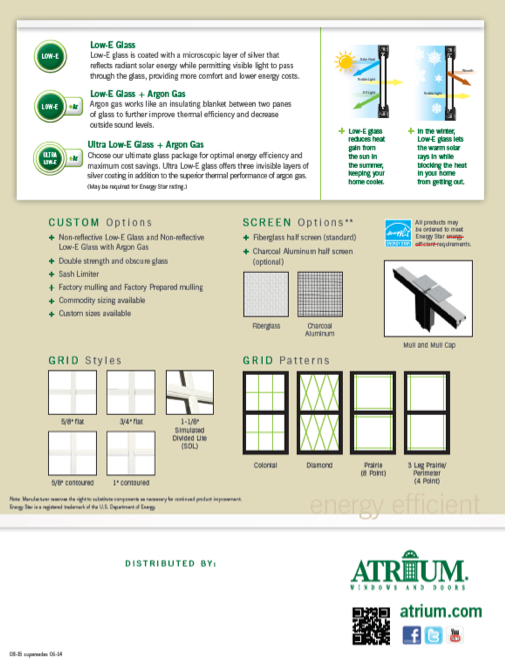 LOW-E
Low-E Glass
Low-E glass is coated with a microscopic layer of silver that
reflects radiant solar energy while permitting visible light to pass
through the glass, providing more comfort and lower energy costs.
LOW-E +Ar
Low-E Glass + Argon Gas
Argon gas works like an insulating blanket between two panes
of glass to further improve thermal efficiency and decrease
outside sound levels.
ULTRA
LOW-E +Ar
Ultra Low-E Glass + Argon Gas
Choose our ultimate glass package for optimal energy efficiency and
maximum cost savings. Ultra Low-E glass offers three invisible layers of
silver coating in addition to the superior thermal performance of argon gas.
(May be required for Energy Star rating.)
+ Low-E glass
reduces heat
gain from
the sun in
the summer,
keeping your
home cooler.
+ In the winter,
Low-E glass lets
the warm solar
rays in while
blocking the heat
in your home
from getting out.
CUSTOM Options
+ Non-reflective Low-E Glass and Non-reflective
Low-E Glass with Argon Gas
+ Double strength and obscure glass
+ Sash Limiter
+ Factory mulling and Factory Prepared mulling
+ Commodity sizing available
+ Custom sizes available
SCREEN Options**
+ Fiberglass half screen (standard)
+ Charcoal Aluminum half screen
(optional)
Fiberglass
Charcoal
Aluminum
ENERGY STAR
All products may
be ordered to meet
Energy Star energy-
efficient requirements.
Mull and Mull Cap
GRID Styles
5/8" flat
3/4" flat
1-1/8"
Simulated
Divided Lite
(SDL)
5/8" contoured
1" contoured
GRID Patterns
Colonial
Diamond
Prairie
(8 Point)
3 Leg Prairie/
Perimeter
(4 Point)
Note: Manufacturer reserves the right to substitute components as necessary for continued product improvement.
Energy Star is a registered trademark of the U.S. Department of Energy.
energy efficient
DISTRIBUTED BY:
ATRIUM.
WINDOWS AND DOORS
atrium.com
You
Tube
08-15 supersedes 06-14